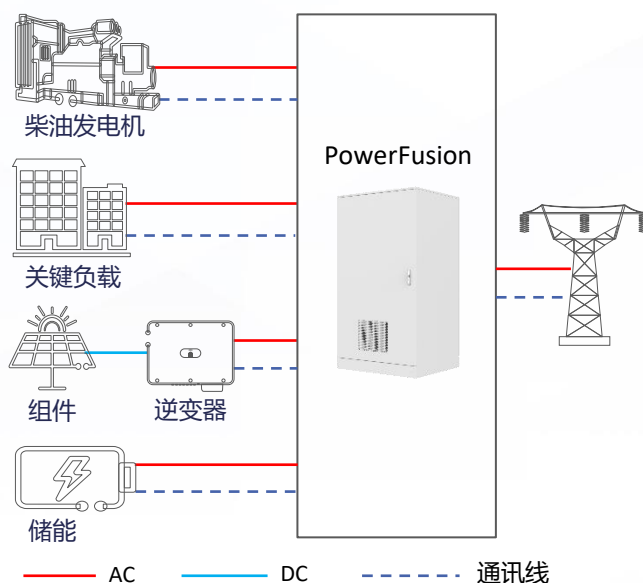 柴油发电机
PowerFusion
关键负载
组件
逆变器
储能
AC
DC
通讯线